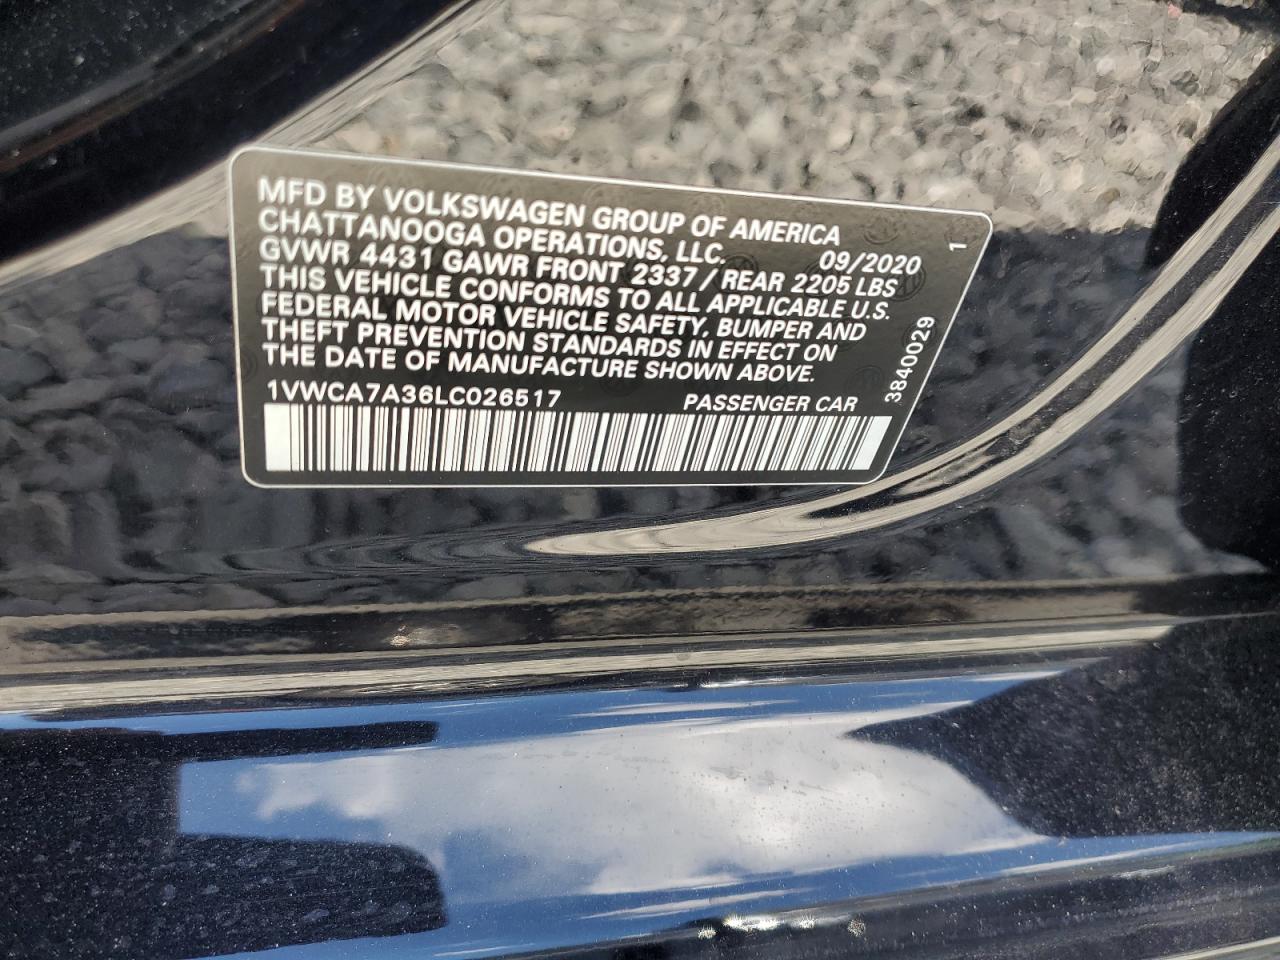 MFD BY VOLKSWAGEN GROUP OF AMERICA
CHATTANOOGA OPERATIONS, LLC. 09/2020 1
GVWR 4431 GAWR FRONT 2337 / REAR 2205 LBS
THIS VEHICLE CONFORMS TO ALL APPLICABLE U.S.
FEDERAL MOTOR VEHICLE SAFETY, BUMPER AND
THEFT PREVENTION STANDARDS IN EFFECT ON
THE DATE OF MANUFACTURE SHOWN ABOVE.
1VWCA7A36LC026517 PASSENGER CAR
3840029